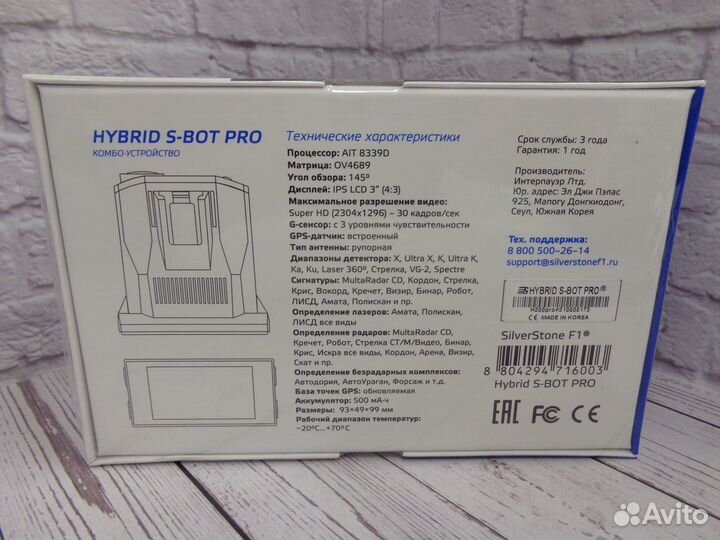 HYBRID S-BOT PRO
КОМБО-УСТРОЙСТВО
Технические характеристики
Процессор: AIT 8339D
Матрица: OV4689
Угол обзора: 145º
Дисплей: IPS LCD 3” (4:3)
Максимальное разрешение видео:
Super HD (2304x1296) – 30 кадров/сек
G-сенсор: с 3 уровнями чувствительности
GPS-датчик: встроенный
Тип антенны: рупорная
Диапазоны детектора: X, Ultra X, K, Ultra K,
Ka, Ku, Laser 360º, Стрелка, VG-2, Spectre
Сигнатуры: MultaRadar CD, Кордон, Стрелка,
Крис, Вокорд, Кречет, Визир, Бинар, Робот,
ЛИСД, Амата, Полискан и пр.
Определение лазеров: Амата, Полискан,
ЛИСД все виды
Определение радаров: MultaRadar CD,
Кречет, Робот, Стрелка СТ/М/Видео, Бинар,
Крис, Искра все виды, Кордон, Арена, Визир,
Скат и пр.
Определение безрадарных комплексов:
Автодория, АвтоУраган, Форсаж и т.д.
База точек GPS: обновляемая
Аккумулятор: 500 мА·ч
Размеры: 93×49×99 мм
Рабочий диапазон температуры:
–20ºC...+70ºC
Срок службы: 3 года
Гарантия: 1 год
Производитель:
Интерпауэр Лтд.
Юр. адрес: Эл Джи Пэлас
925, Мапогу Донгкиодонг,
Сеул, Южная Корея
Тех. поддержка:
8 800 500–26–14
support@silverstonef1.ru
HYBRID S-BOT PRO®
H200pro9210800172
CE MADE IN KOREA
SilverStone F1®
8 804294 716003
Hybrid S-BOT PRO
EAC FC CE
Avito